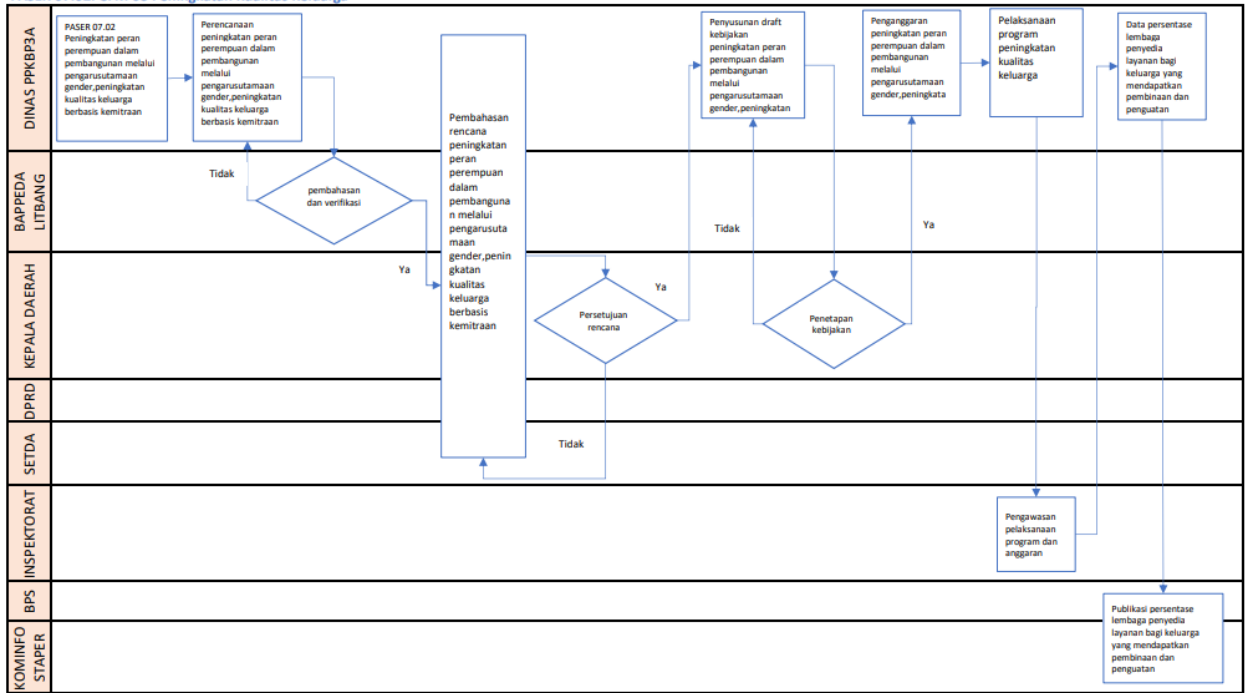 DINAS PPKBP3A
PASER 07.02
Peningkatan peran
perempuan dalam
pembangunan melalui
pengarusutamaan
gender,peningkatan
kualitas keluarga
berbasis kemitraan
Perencanaan
peningkatan peran
perempuan dalam
pembangunan
melalui
pengarusutamaan
gender,peningkatan
kualitas keluarga
berbasis kemitraan
Pembahasan
rencana
peningkatan
peran
perempuan
dalam
pembanguna
n melalui
pengarusuta
maan
gender,penin
gkatan
kualitas
keluarga
berbasis
kemitraan
Penyusunan draft
kebijakan
peningkatan peran
perempuan dalam
pembangunan
melalui
pengarusutamaan
gender,peningkatan
Penganggaran
peningkatan peran
perempuan dalam
pembangunan
melalui
pengarusutamaan
gender,peningkata
Pelaksanaan
program
peningkatan
kualitas
keluarga
Data persentase
lembaga
penyedia
layanan bagi
keluarga yang
mendapatkan
pembinaan dan
penguatan
BAPPEDA
LITBANG
Tidak
pembahasan
dan verifikasi
Ya
Tidak
Ya
KEPALA DAERAH
Persetujuan
rencana
Ya
Penetapan
kebijakan
DPRD
SETDA
Tidak
INSPEKTORAT
Pengawasan
pelaksanaan
program dan
anggaran
BPS
KOMINFO
STAPER
Publikasi persentase
lembaga penyedia
layanan bagi keluarga
yang mendapatkan
pembinaan dan
penguatan